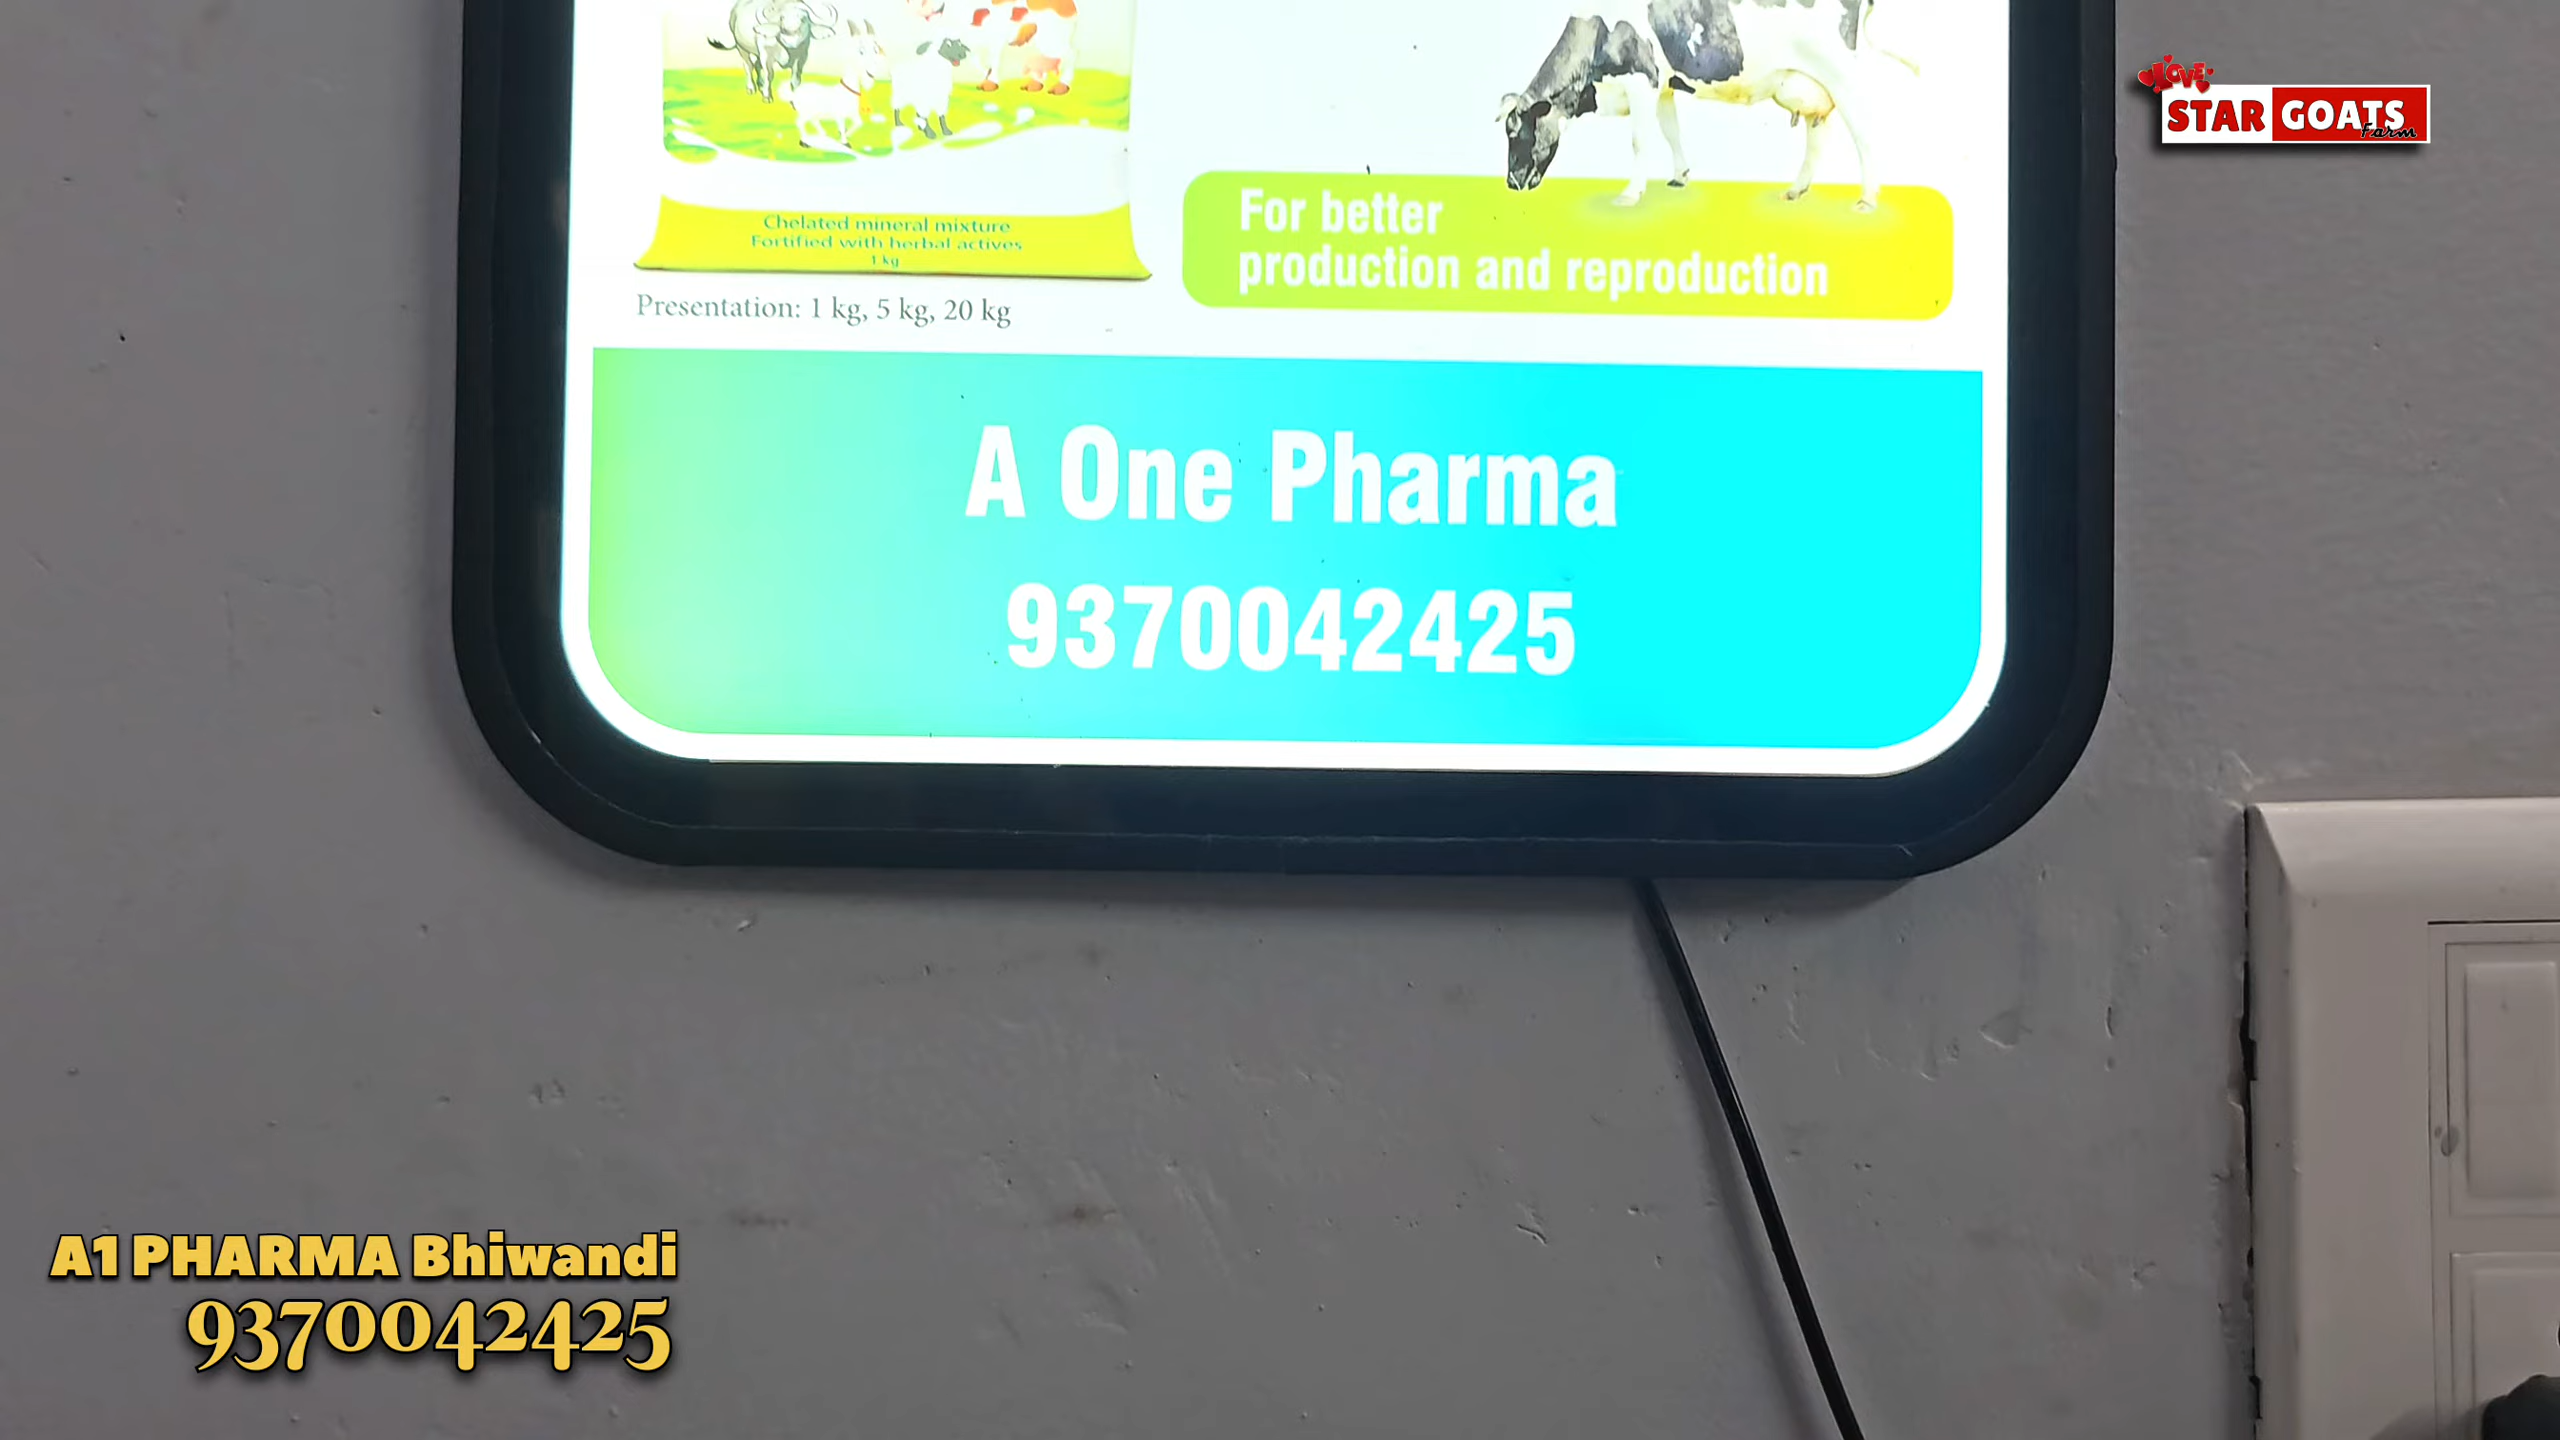 LOVE
STAR GOATS
Farm
Chelated mineral mixture
Fortified with herbal actives
1 kg
Presentation: 1 kg, 5 kg, 20 kg
For better
production and reproduction
A One Pharma
9370042425
A1 PHARMA Bhiwandi
9370042425